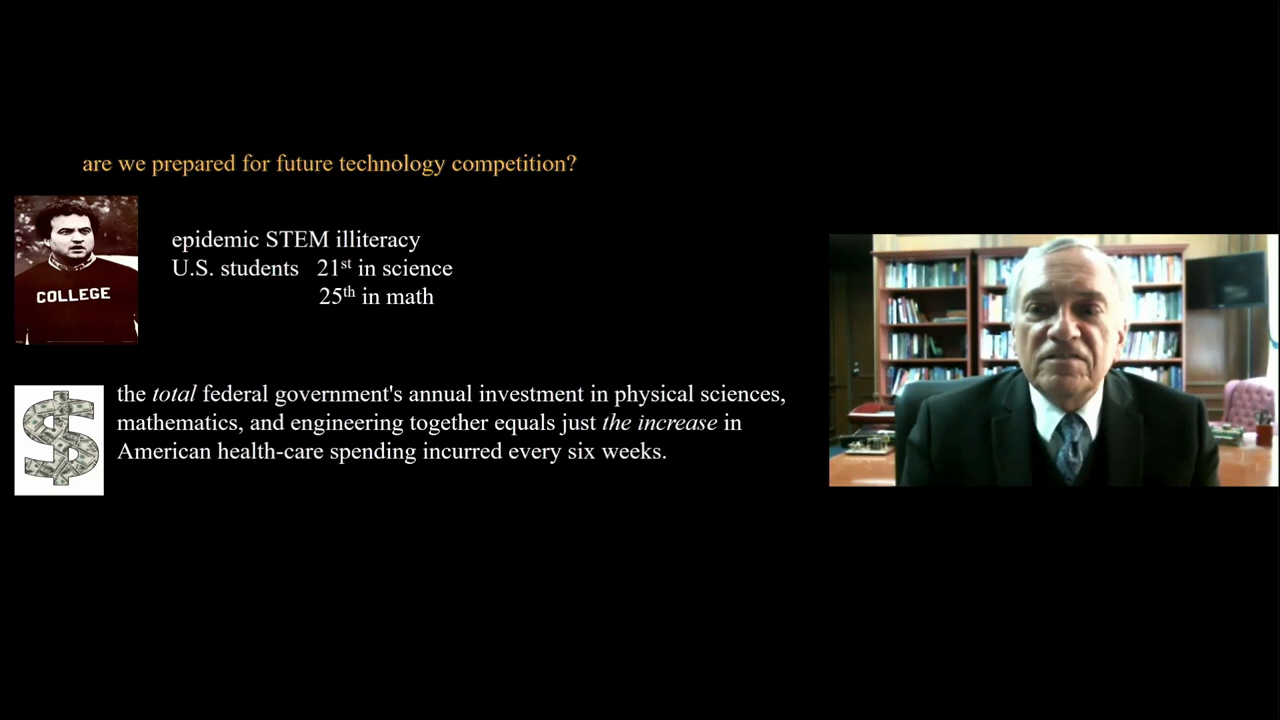 are we prepared for future technology competition?
COLLEGE
epidemic STEM illiteracy
U.S. students 21st in science
25th in math
the total federal government's annual investment in physical sciences,
mathematics, and engineering together equals just the increase in
American health-care spending incurred every six weeks.